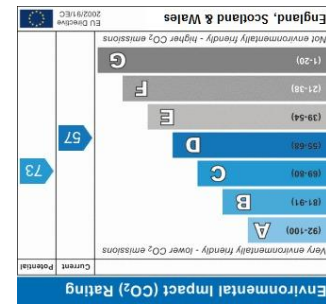 Environmental Impact (CO₂) Rating
Current Potential
Very environmentally friendly - lower CO₂ emissions
(92-100) A
(81-91) B
(69-80) C
(55-68) D
(39-54) E
(21-38) F
(1-20) G
57
73
Not environmentally friendly - higher CO₂ emissions
England, Scotland & Wales
EU Directive
2002/91/EC